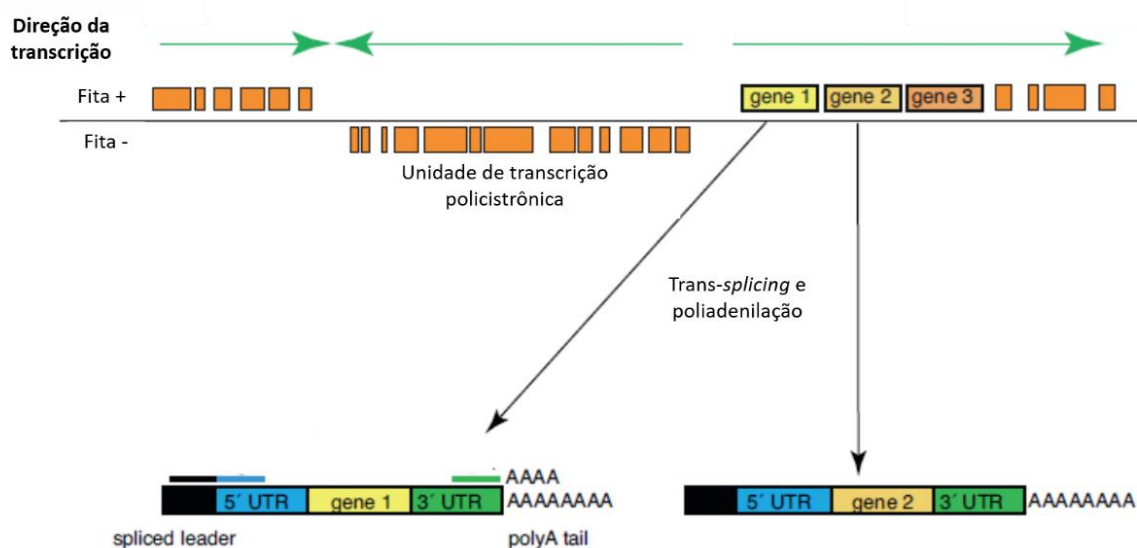 Direção da
transcrição
Fita +
gene 1 gene 2 gene 3
Fita -
Unidade de transcrição
policistrônica
Trans-splicing e
poliadenilação
AAAA
5´ UTR gene 1 3´ UTR AAAAAAAA
5´ UTR gene 2 3´ UTR AAAAAAAA
spliced leader polyA tail